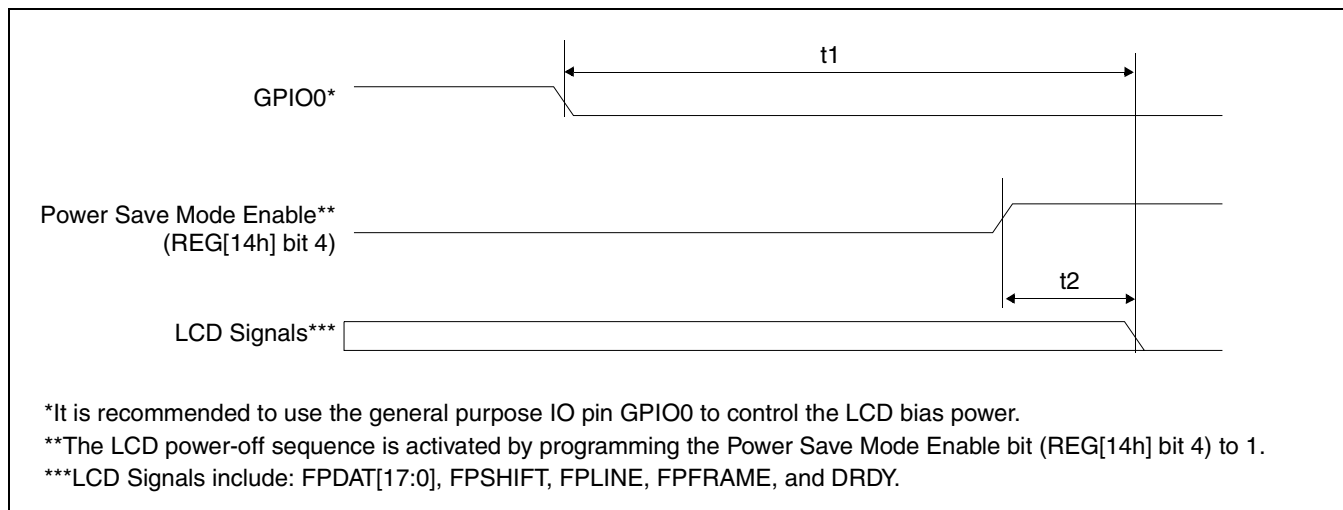 t1
GPIO0*
Power Save Mode Enable**
(REG[14h] bit 4)
t2
LCD Signals***
*It is recommended to use the general purpose IO pin GPIO0 to control the LCD bias power.
**The LCD power-off sequence is activated by programming the Power Save Mode Enable bit (REG[14h] bit 4) to 1.
***LCD Signals include: FPDAT[17:0], FPSHIFT, FPLINE, FPFRAME, and DRDY.